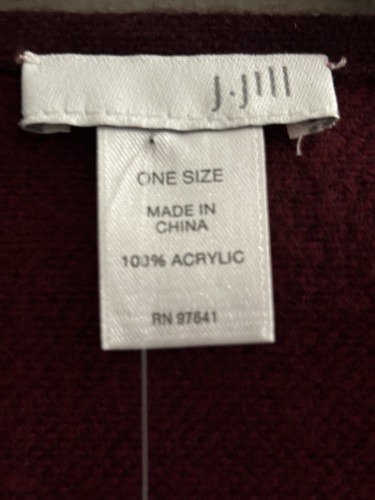 J.Jill
ONE SIZE
MADE IN
CHINA
100% ACRYLIC
RN 97641